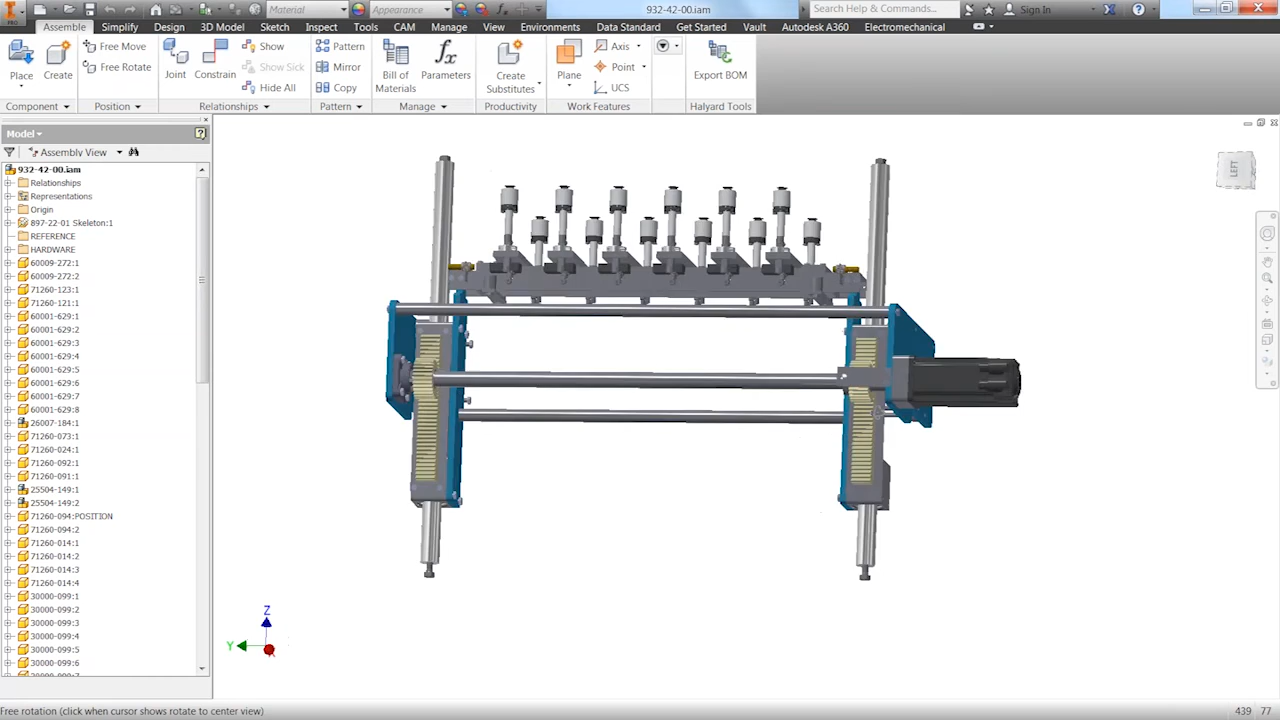 PRO
Material
Appearance
932-42-00.iam
Search Help & Commands...
Sign In
Assemble Simplify Design 3D Model Sketch Inspect Tools CAM Manage View Environments Data Standard Get Started Vault Autodesk A360 Electromechanical
Place
Create
Free Move
Free Rotate
Joint
Constrain
Show
Show Sick
Hide All
Pattern
Mirror
Copy
Bill of
Materials
Parameters
Create
Substitutes
Plane
Axis
Point
UCS
Export BOM
Component Position Relationships Pattern Manage Productivity Work Features Halyard Tools
Model
Assembly View
932-42-00.iam
Relationships
Representations
Origin
897-22-01 Skeleton:1
REFERENCE
HARDWARE
60009-272:1
60009-272:2
71260-123:1
71260-121:1
60001-629:1
60001-629:2
60001-629:3
60001-629:4
60001-629:5
60001-629:6
60001-629:7
60001-629:8
26007-184:1
71260-073:1
71260-024:1
71260-092:1
71260-091:1
25504-149:1
25504-149:2
71260-094:POSITION
71260-094:2
71260-014:1
71260-014:2
71260-014:3
71260-014:4
30000-099:1
30000-099:2
30000-099:3
30000-099:4
30000-099:5
30000-099:6
LEFT
Z
Y
Free rotation (click when cursor shows rotate to center view)
439 77